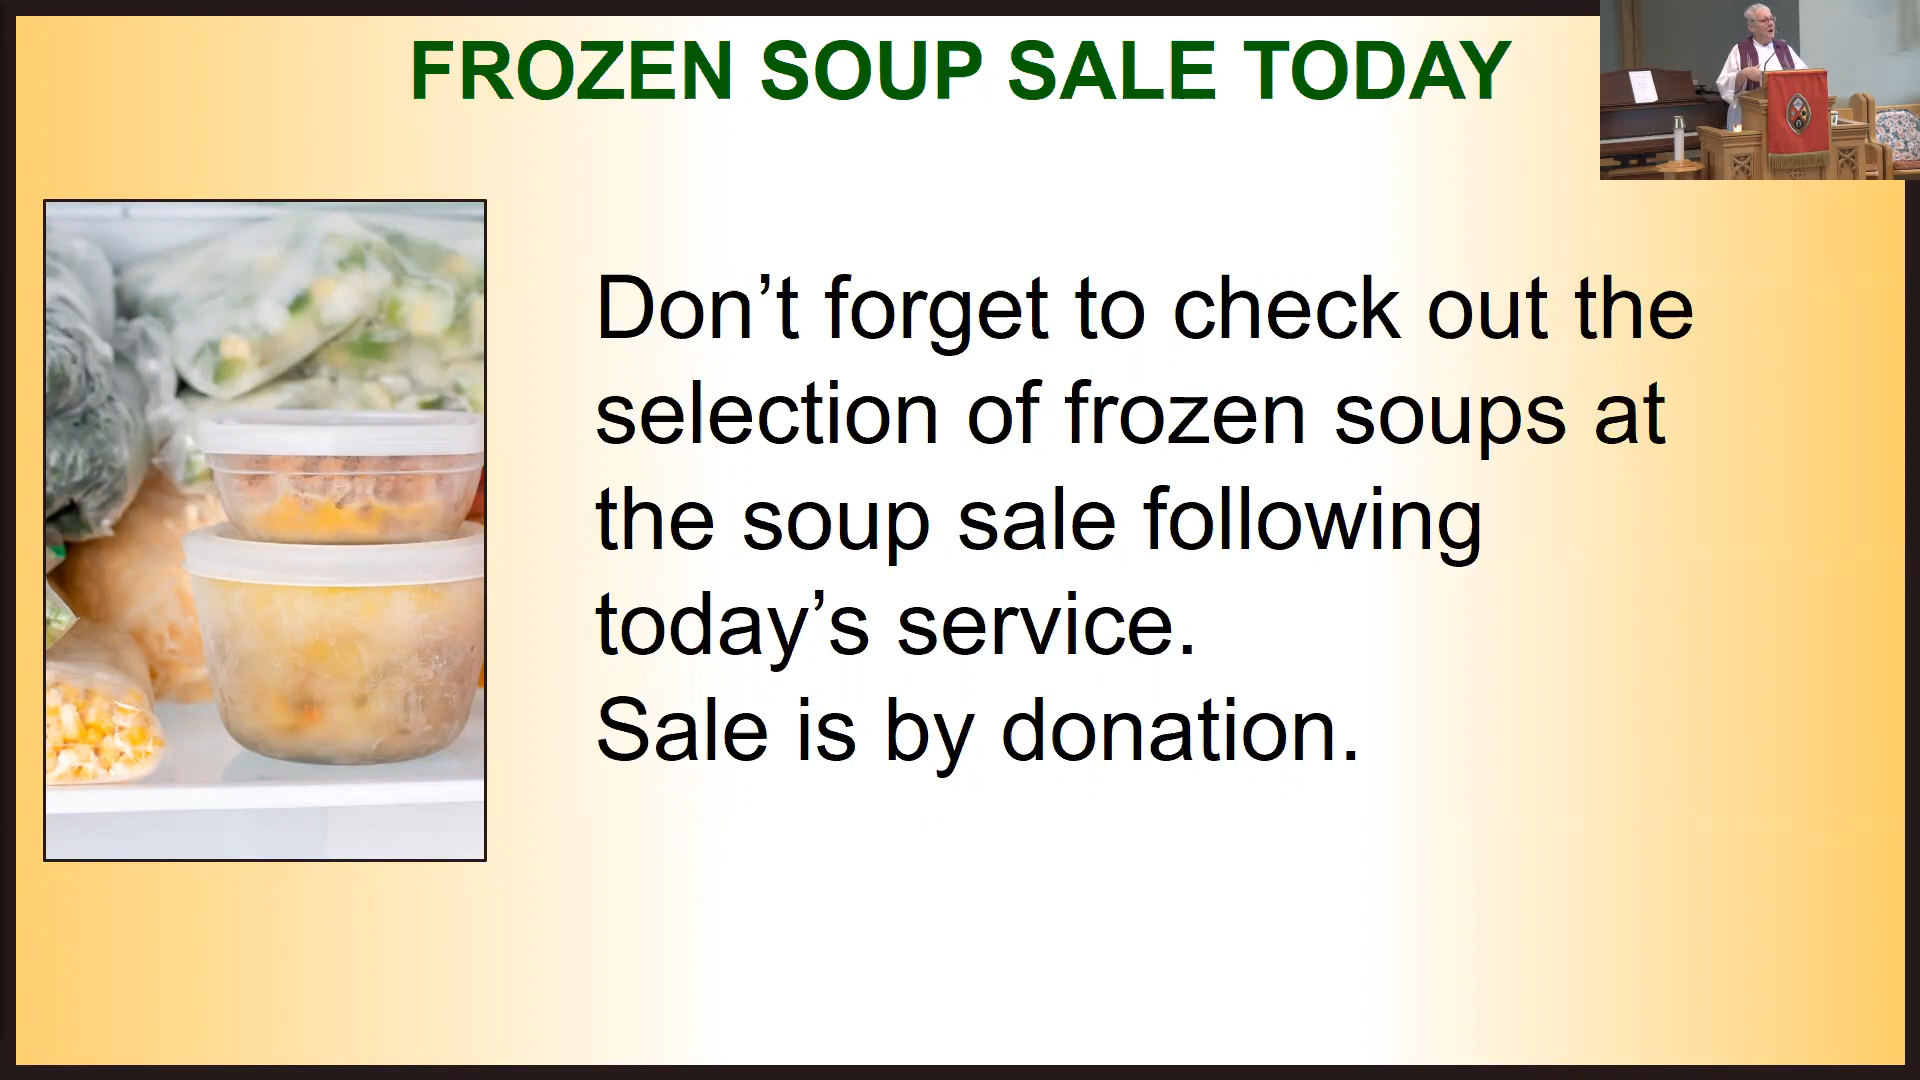 FROZEN SOUP SALE TODAY
Don’t forget to check out the
selection of frozen soups at
the soup sale following
today’s service.
Sale is by donation.